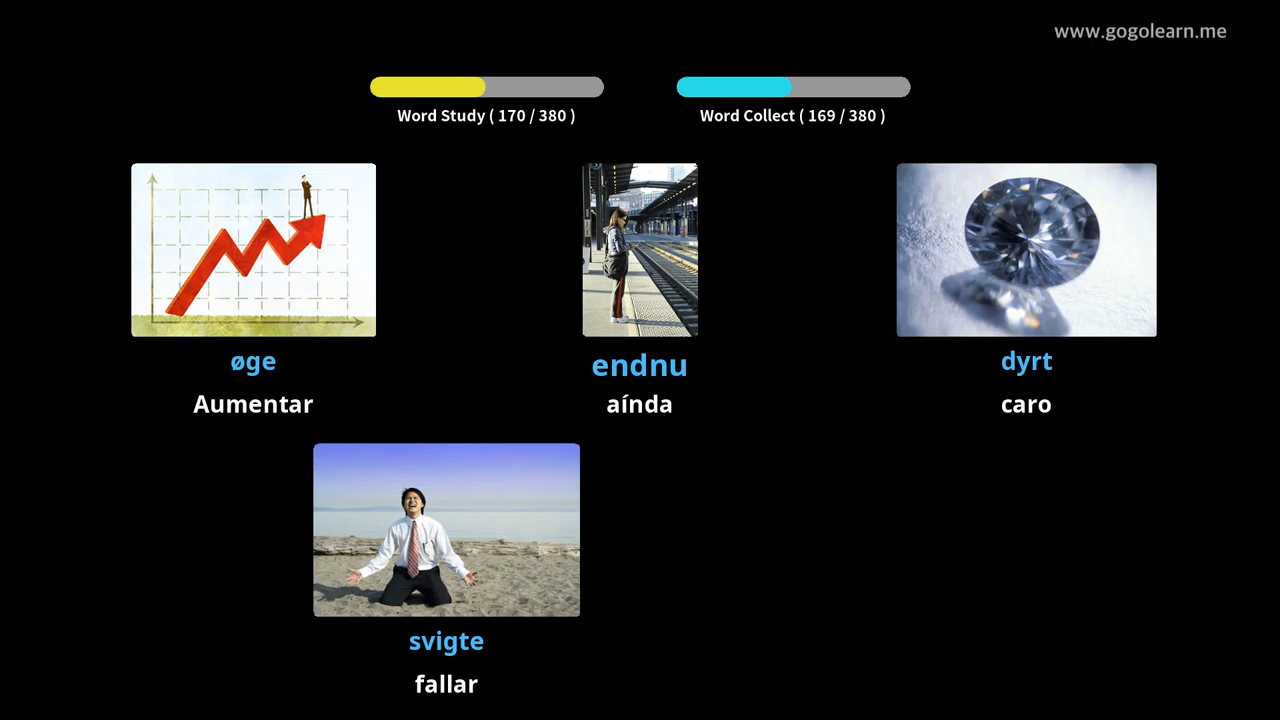 www.gogolearn.me
Word Study ( 170 / 380 )
Word Collect ( 169 / 380 )
øge
Aumentar
endnu
aínda
dyrt
caro
svigte
fallar